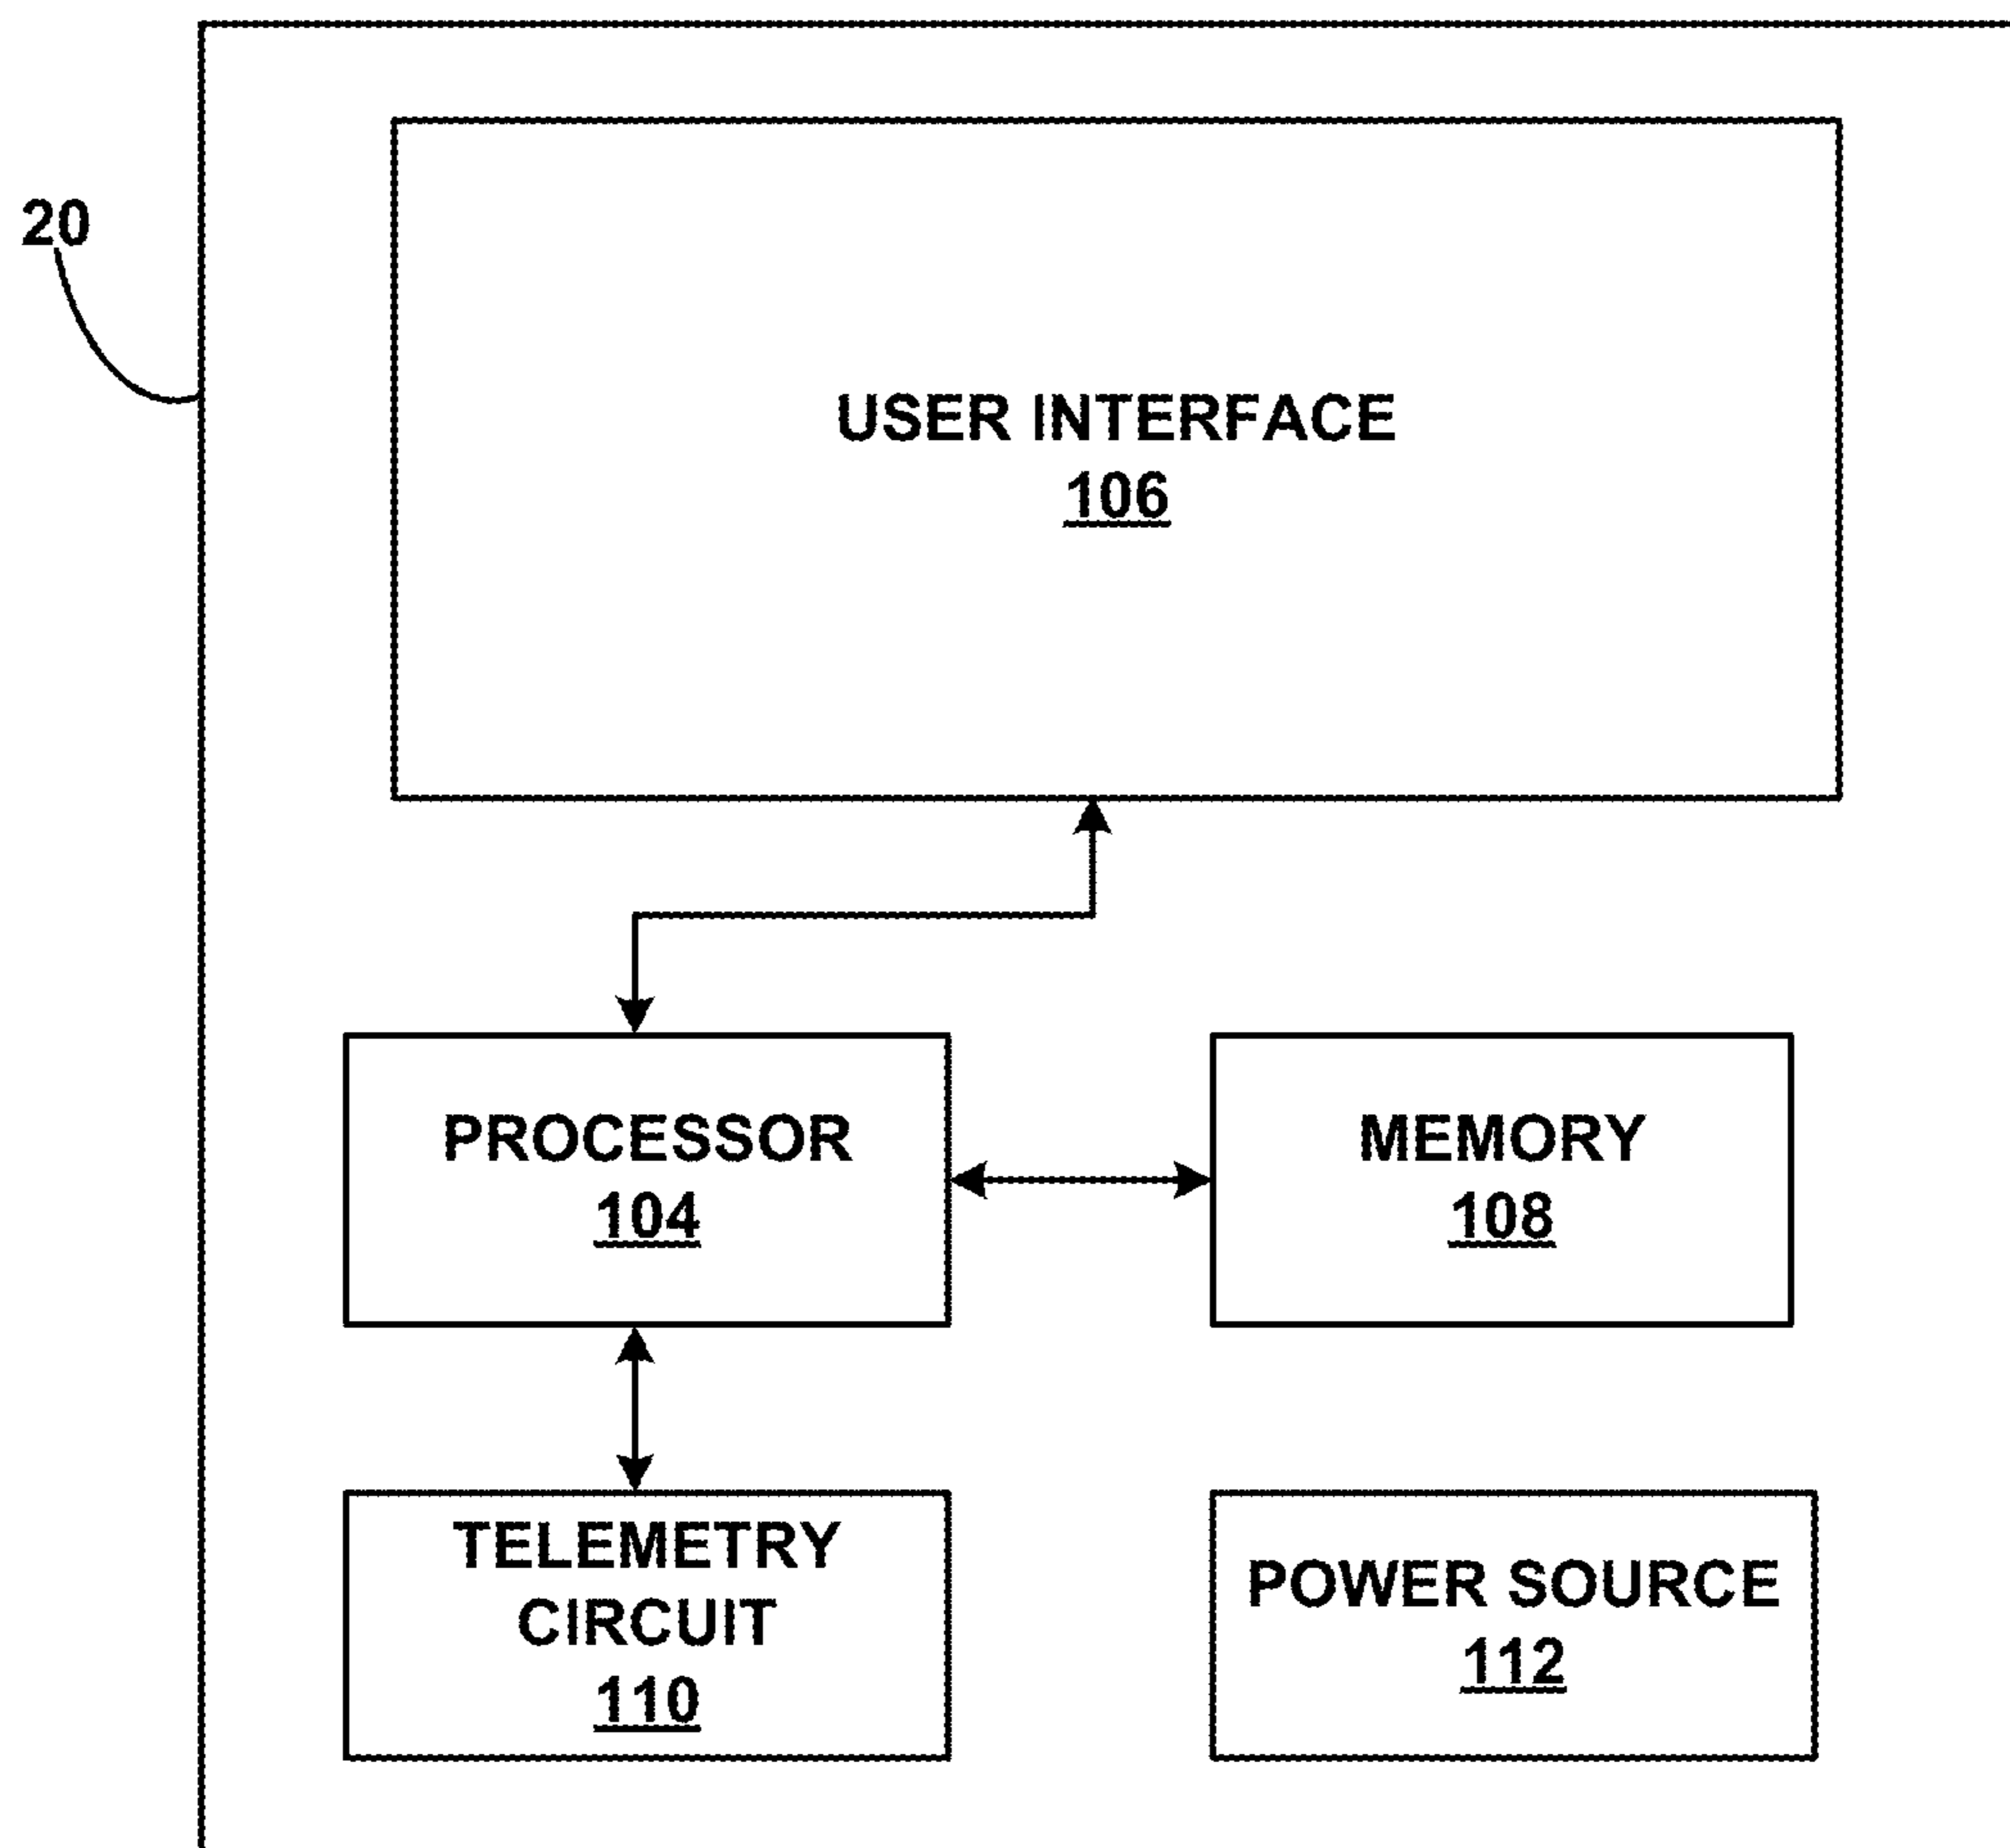 20
USER INTERFACE
106
PROCESSOR
104
MEMORY
108
TELEMETRY
CIRCUIT
110
POWER SOURCE
112